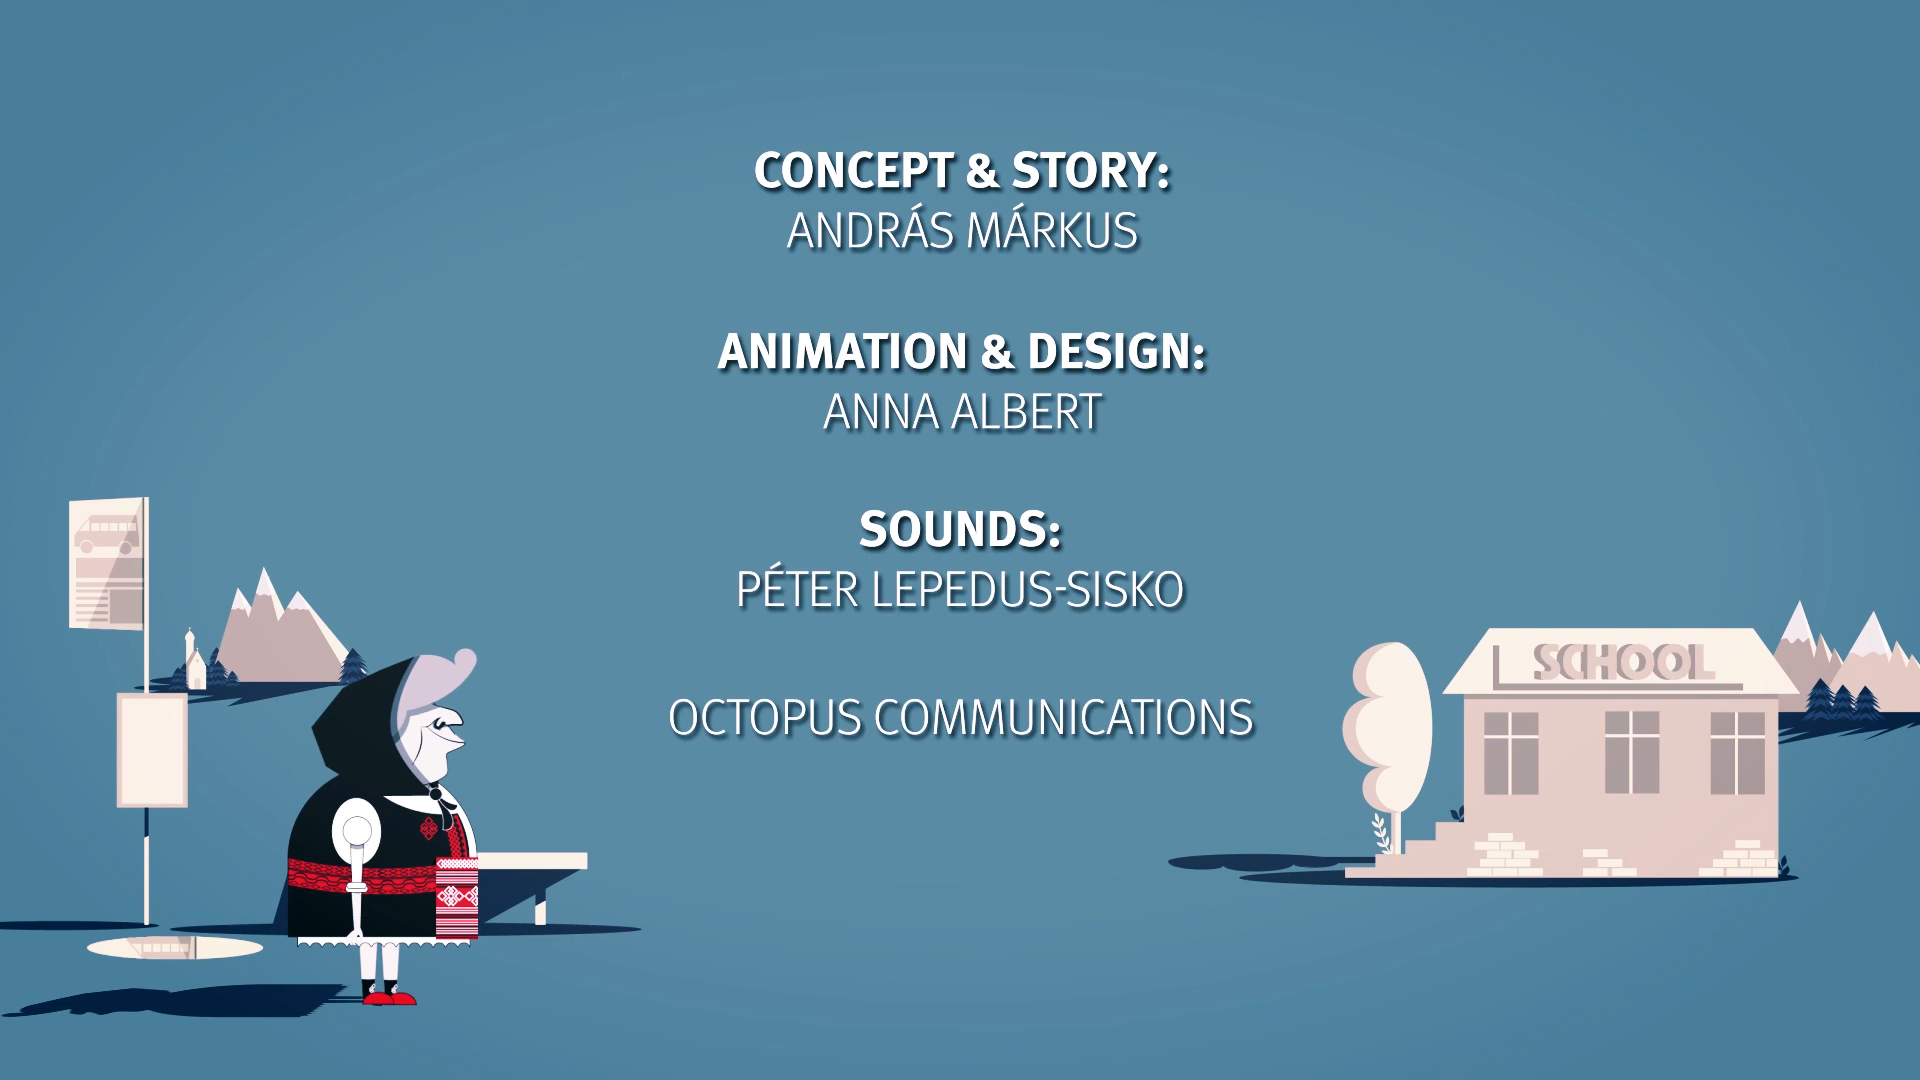 CONCEPT & STORY:
ANDRÁS MÁRKUS
ANIMATION & DESIGN:
ANNA ALBERT
SOUNDS:
PÉTER LEPEDUS-SISKO
OCTOPUS COMMUNICATIONS
SCHOOL